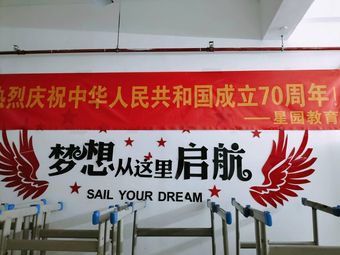 热烈庆祝中华人民共和国成立70周年！
——星园教育
梦想从这里启航
SAIL YOUR DREAM